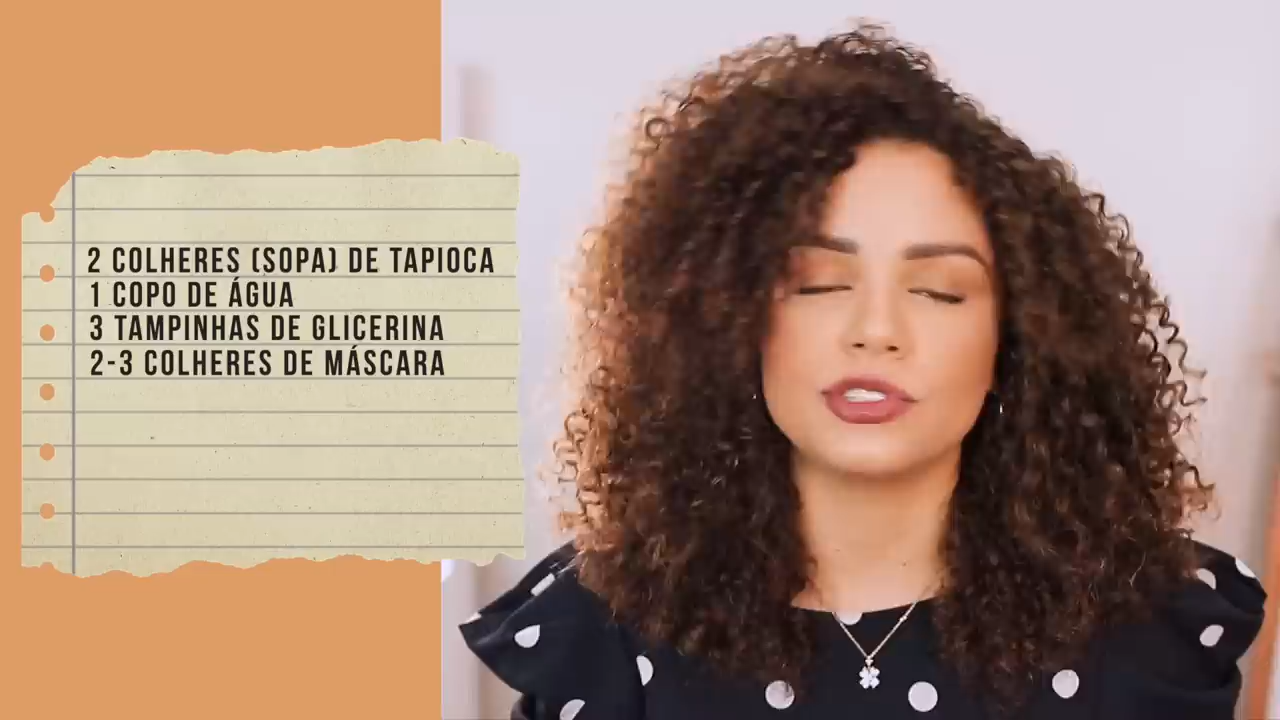 2 COLHERES (SOPA) DE TAPIOCA
1 COPO DE ÁGUA
3 TAMPINHAS DE GLICERINA
2-3 COLHERES DE MÁSCARA